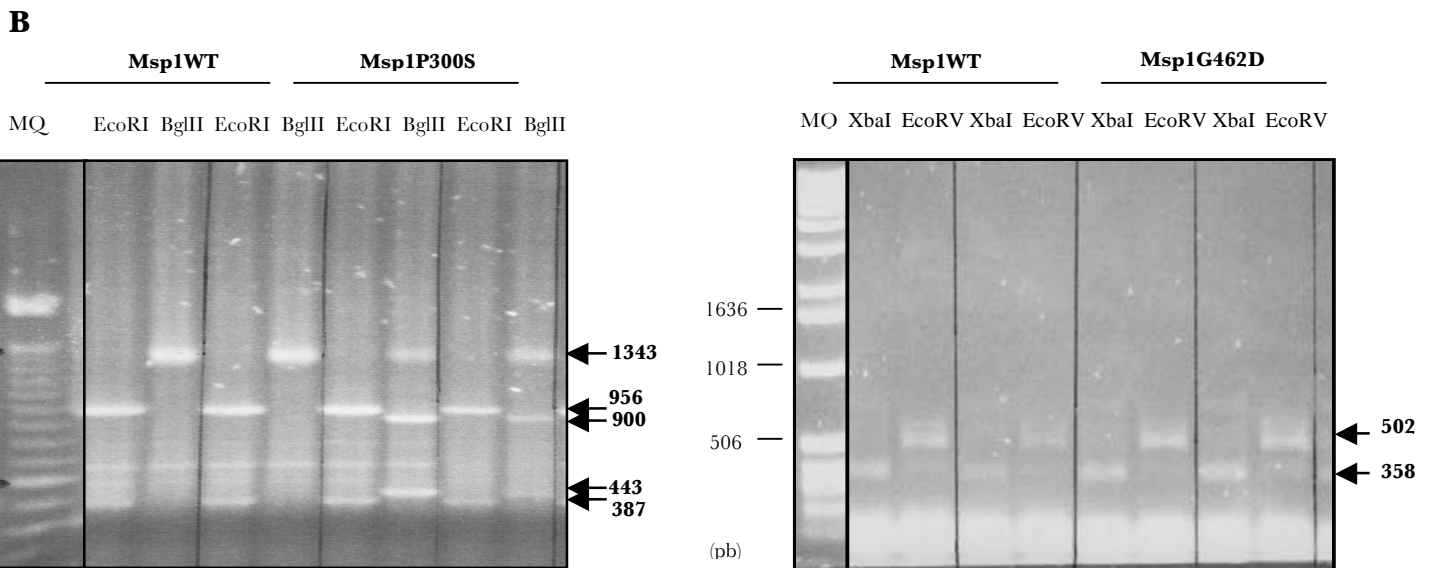 B
Msp1WT Msp1P300S
MQ EcoRI BglII EcoRI BglII EcoRI BglII EcoRI BglII
1343
956
900
443
387
Msp1WT Msp1G462D
MQ XbaI EcoRV XbaI EcoRV XbaI EcoRV XbaI EcoRV
1636
1018
506
(pb)
502
358